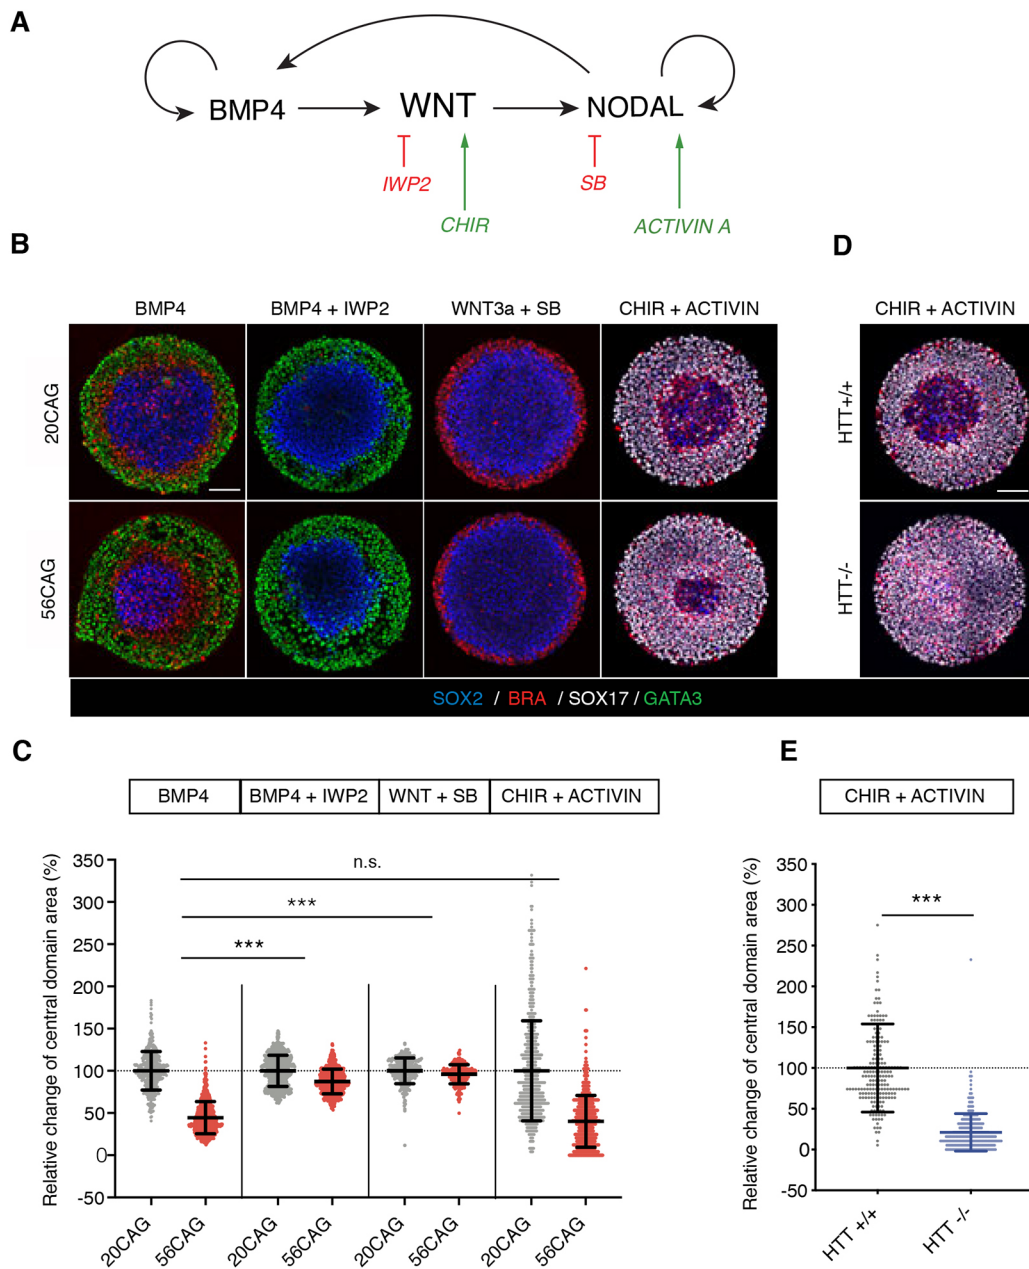 A
BMP4 WNT NODAL
IWP2 SB
CHIR ACTIVIN A
B
BMP4 BMP4 + IWP2 WNT3a + SB CHIR + ACTIVIN
20CAG
56CAG
D
CHIR + ACTIVIN
HTT+/+
HTT-/-
SOX2 / BRA / SOX17 / GATA3
C
BMP4 BMP4 + IWP2 WNT + SB CHIR + ACTIVIN
Relative change of central domain area (%)
350
300
250
200
150
100
50
0
-50
n.s.
***
***
20CAG 56CAG 20CAG 56CAG 20CAG 56CAG 20CAG 56CAG
E
CHIR + ACTIVIN
Relative change of central domain area (%)
350
300
250
200
150
100
50
0
-50
***
HTT +/+ HTT -/-